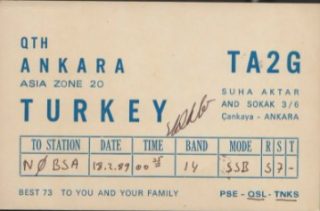 QTH
ANKARA
ASIA ZONE 20
TURKEY
TA2G
SUHA AKTAR
AND SOKAK 3/6
Çankaya - ANKARA
TO STATION DATE TIME BAND MODE R S T
NØBSA 18.2.89 00 25 14 SSB 5 7 -
BEST 73 TO YOU AND YOUR FAMILY PSE - QSL - TNKS